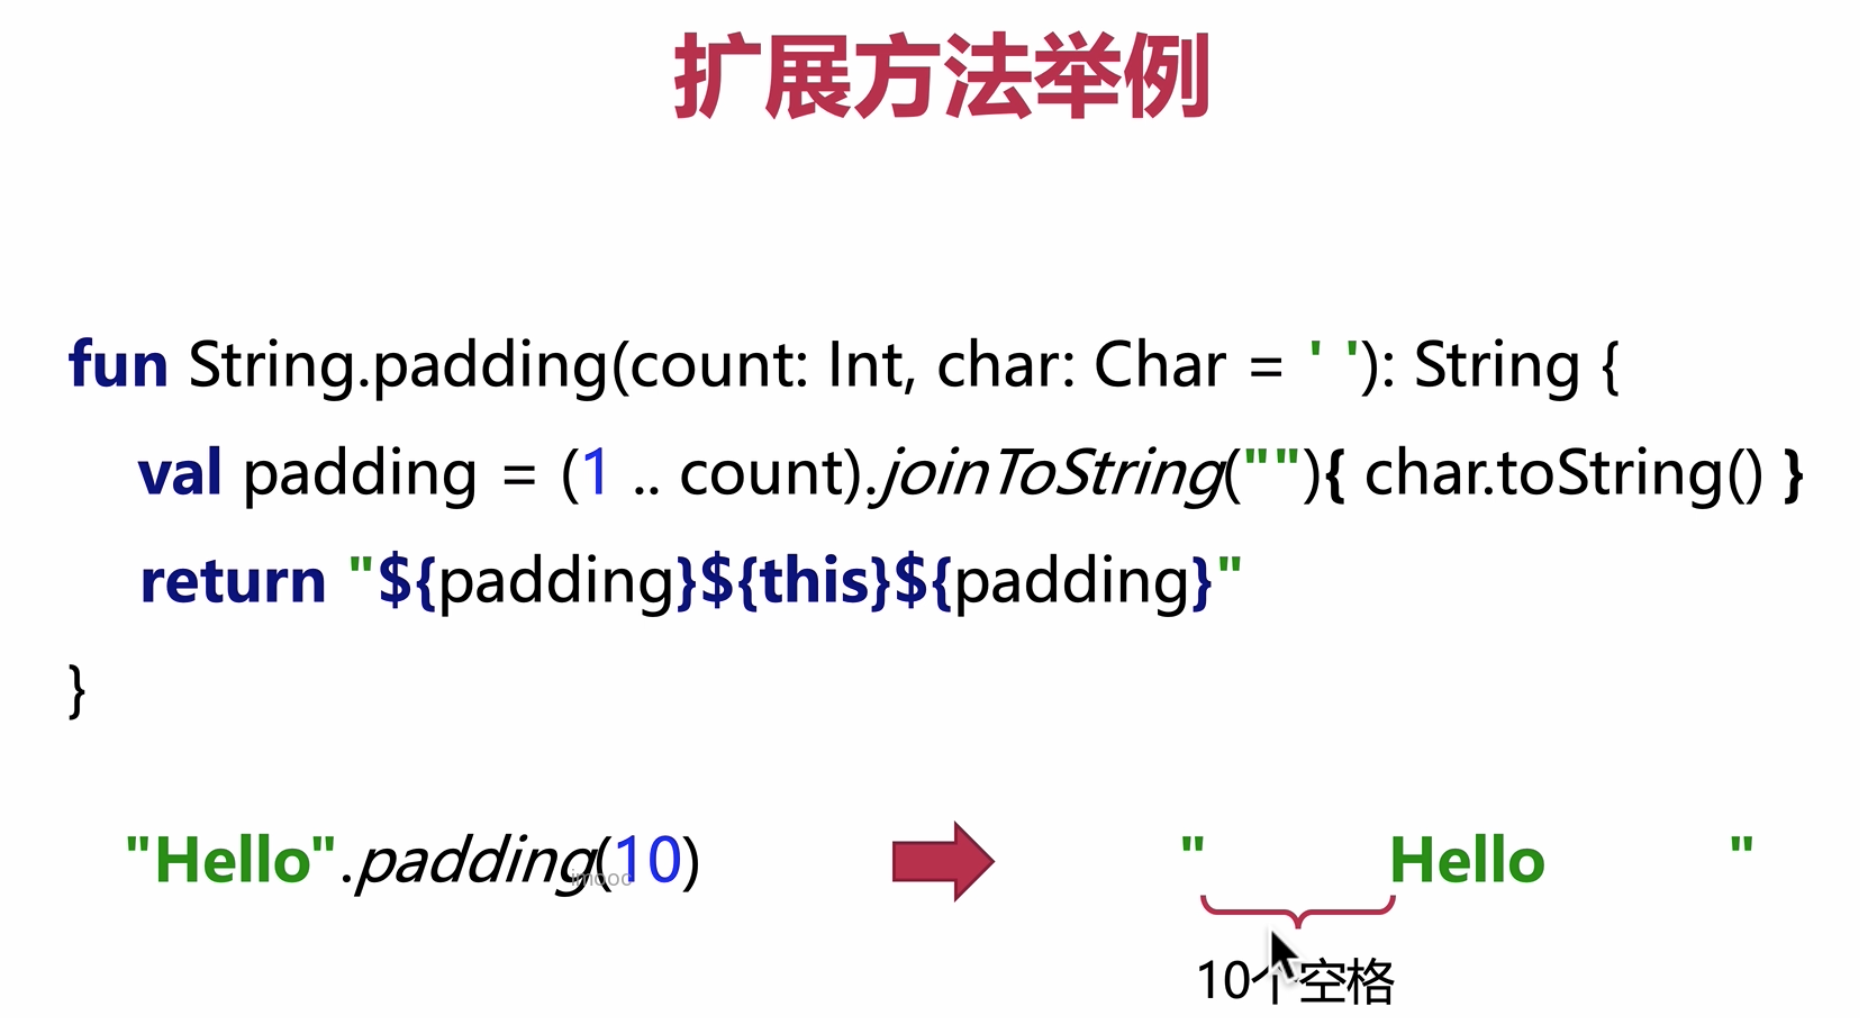 扩展方法举例
fun String.padding(count: Int, char: Char = ' '): String {
val padding = (1 .. count).joinToString(""){ char.toString() }
return "${padding}${this}${padding}"
}
"Hello".padding(10)
" Hello "
imooc
10个空格